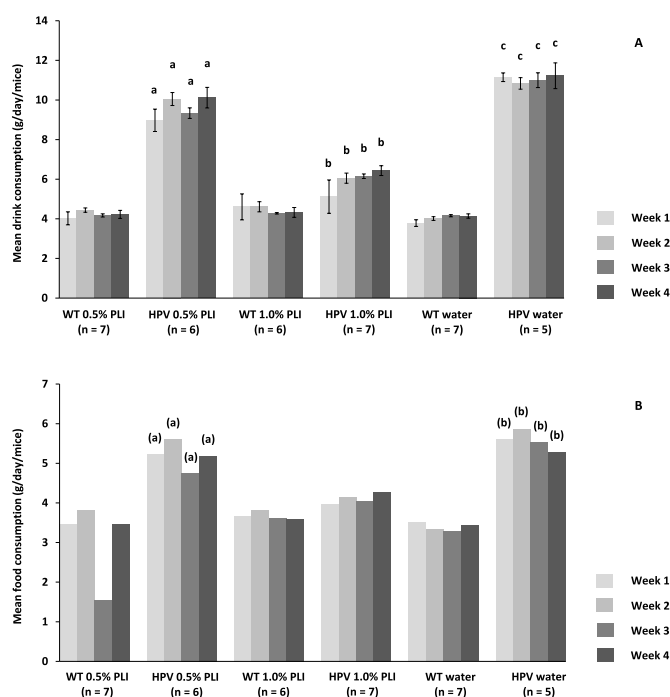 A
Mean drink consumption (g/day/mice)
14
12
10
8
6
4
2
0
a a a a
b b b b
c c c c
WT 0.5% PLI HPV 0.5% PLI WT 1.0% PLI HPV 1.0% PLI WT water HPV water
(n = 7) (n = 6) (n = 6) (n = 7) (n = 7) (n = 5)
Week 1
Week 2
Week 3
Week 4
B
Mean food consumption (g/day/mice)
7
6
5
4
3
2
1
0
(a) (a) (a) (a)
(b) (b) (b) (b)
WT 0.5% PLI HPV 0.5% PLI WT 1.0% PLI HPV 1.0% PLI WT water HPV water
(n = 7) (n = 6) (n = 6) (n = 7) (n = 7) (n = 5)
Week 1
Week 2
Week 3
Week 4